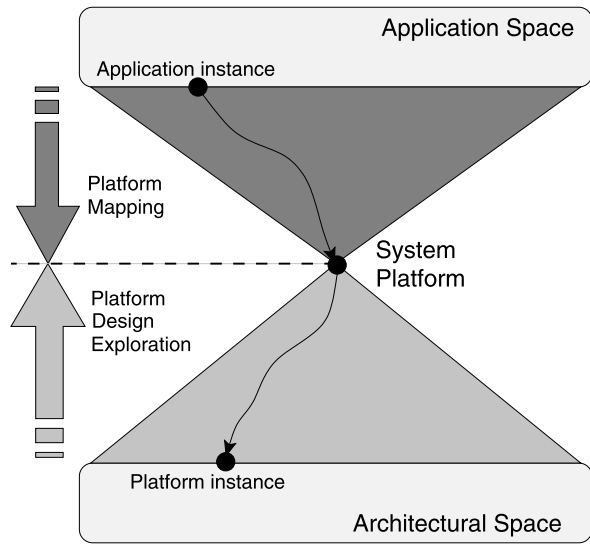 Application Space
Application instance
Platform
Mapping
System
Platform
Platform
Design
Exploration
Platform instance
Architectural Space